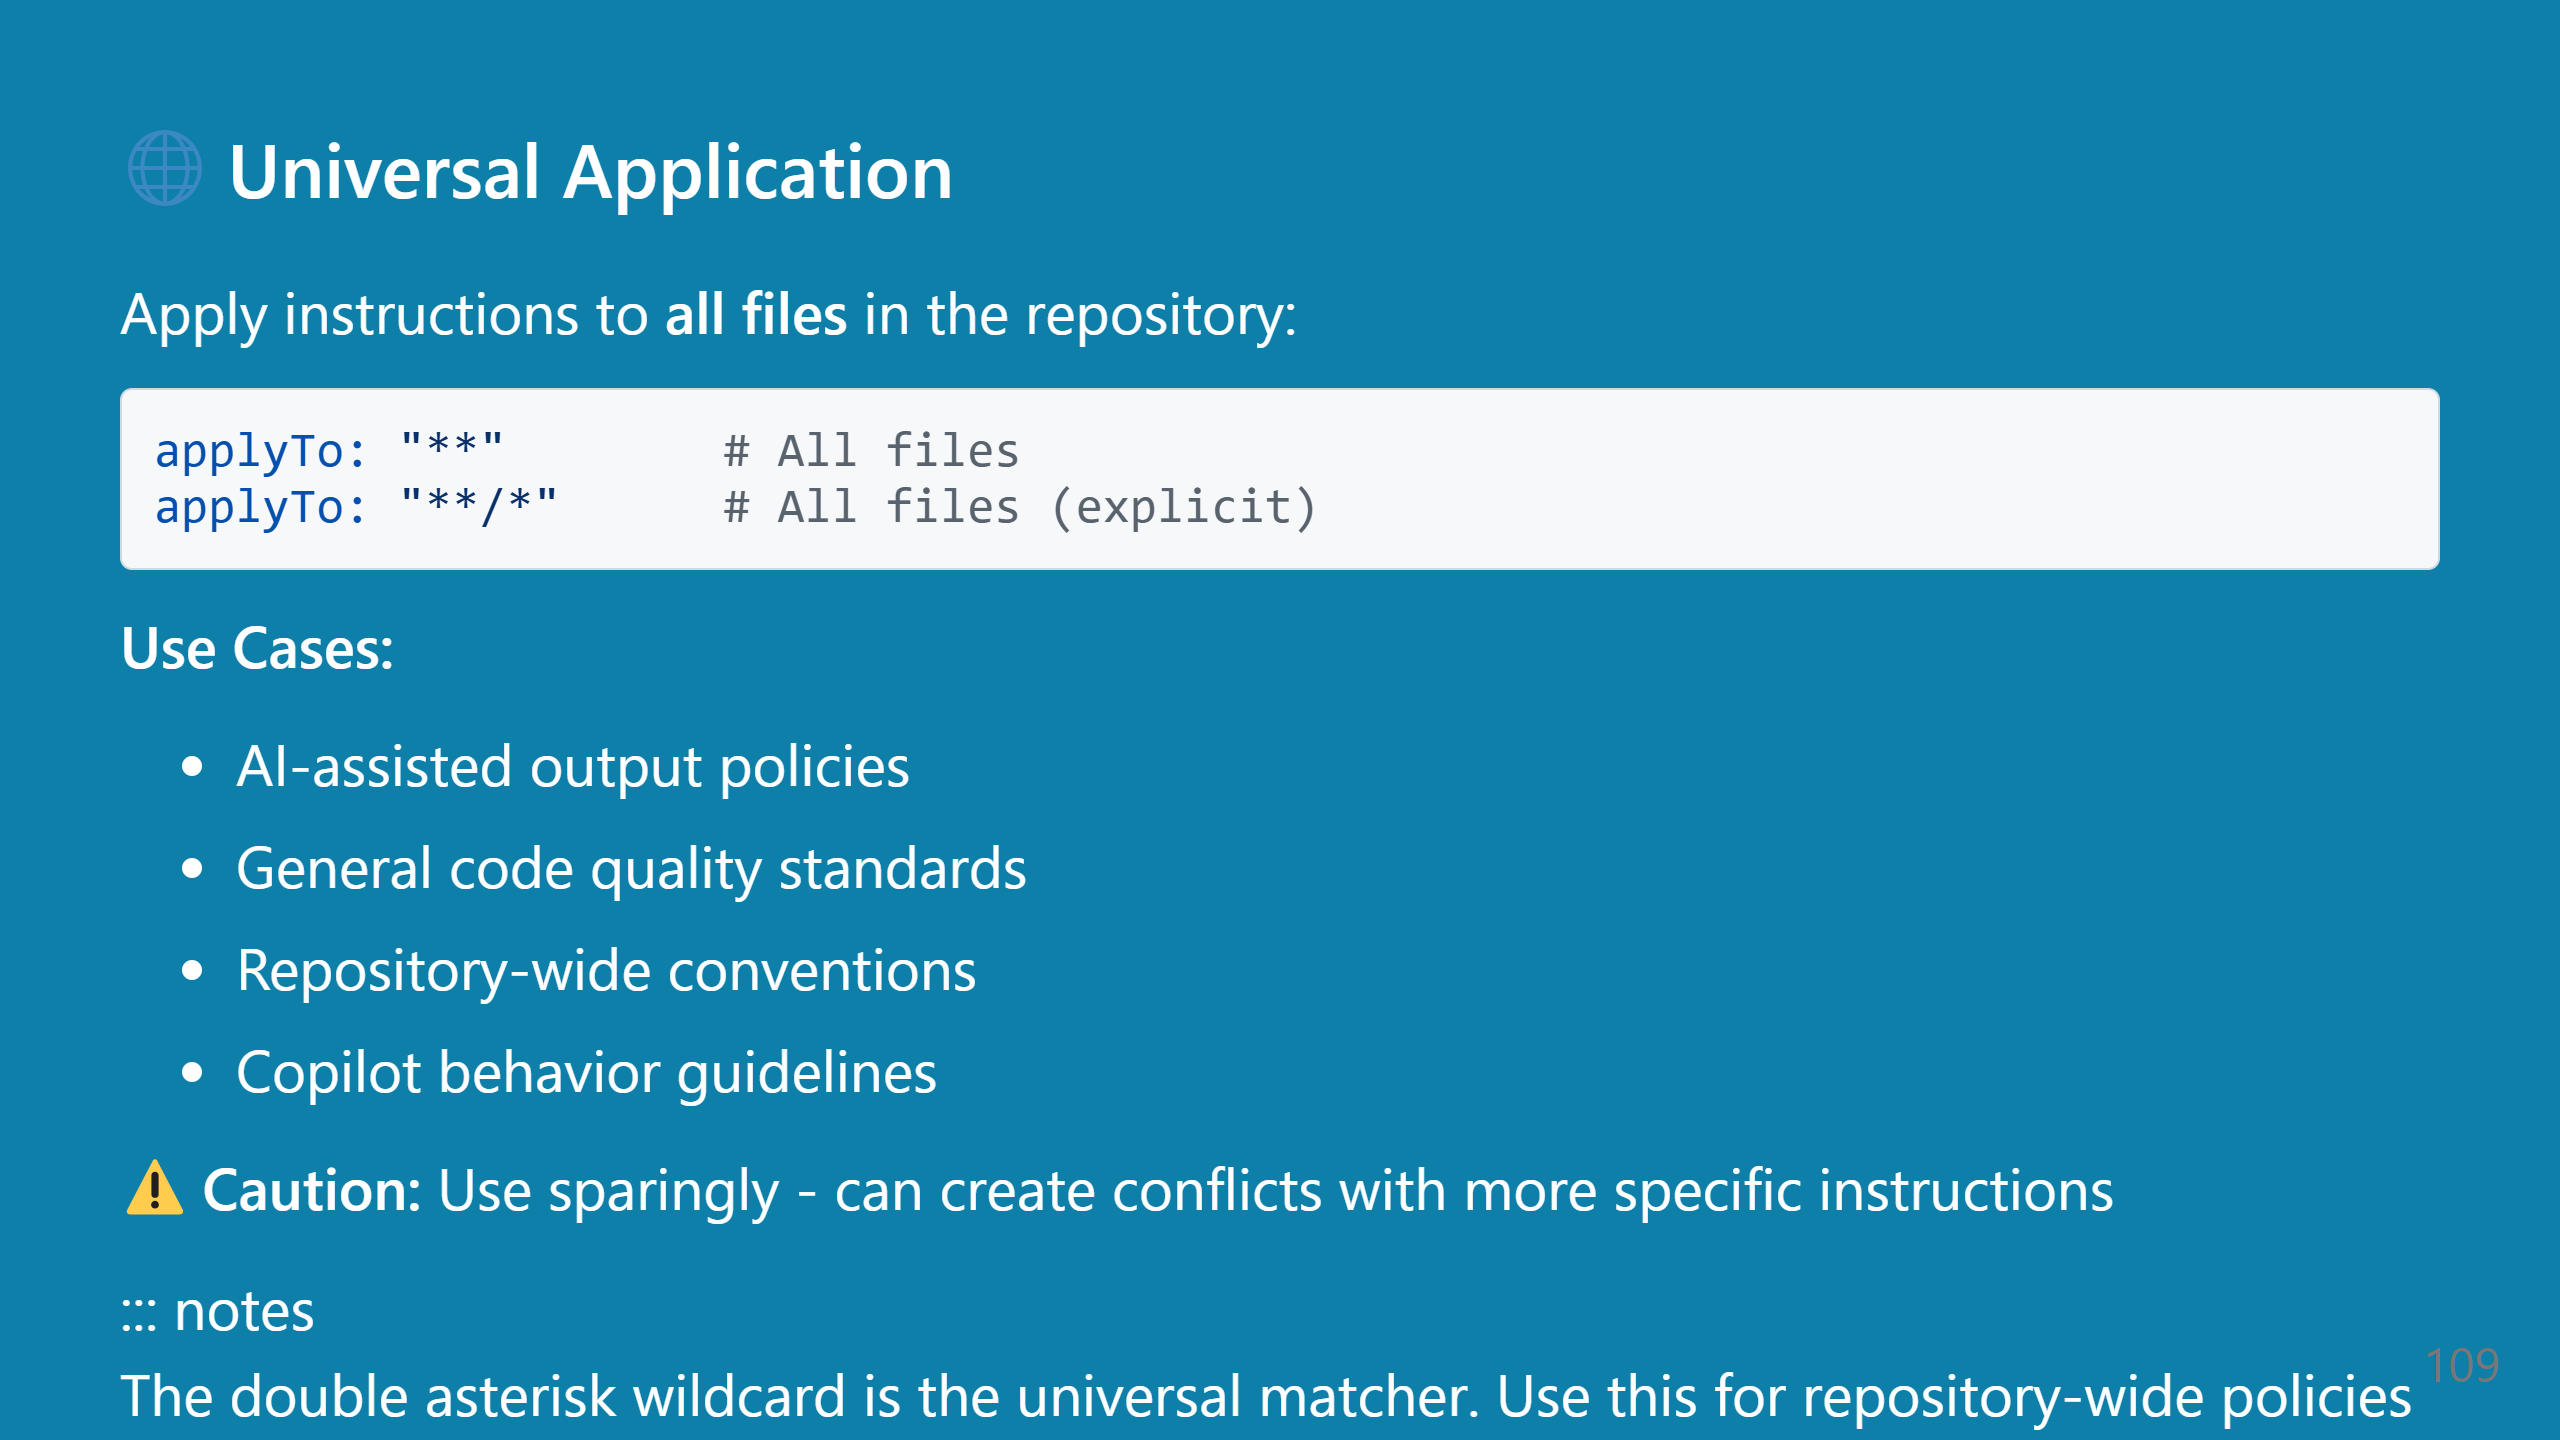 🌐 Universal Application
Apply instructions to all files in the repository:
applyTo: "**"        # All files
applyTo: "**/*"      # All files (explicit)
Use Cases:
• AI-assisted output policies
• General code quality standards
• Repository-wide conventions
• Copilot behavior guidelines
⚠️ Caution: Use sparingly - can create conflicts with more specific instructions
::: notes
The double asterisk wildcard is the universal matcher. Use this for repository-wide policies
109